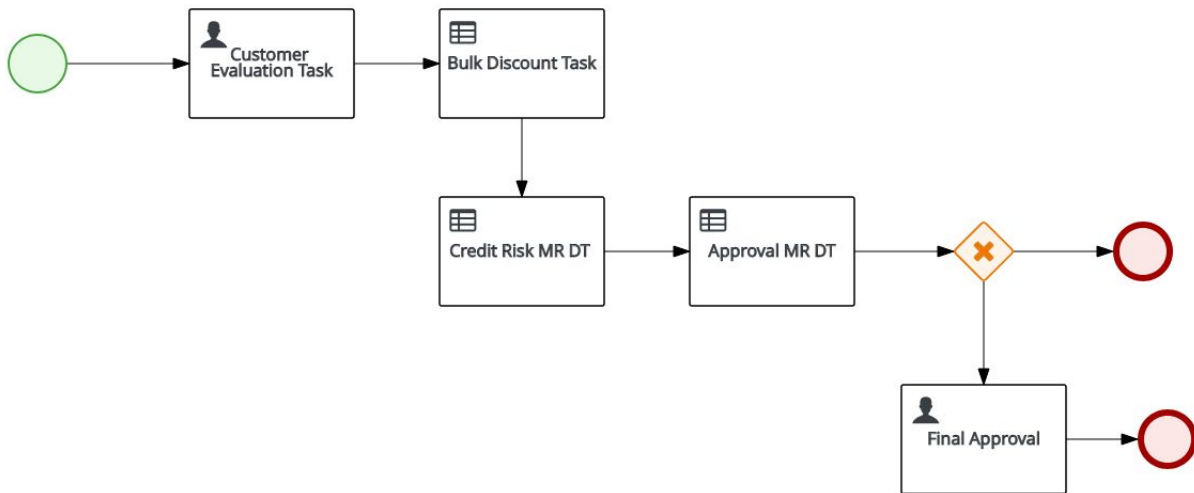 Customer
Evaluation Task
Bulk Discount Task
Credit Risk MR DT
Approval MR DT
Final Approval